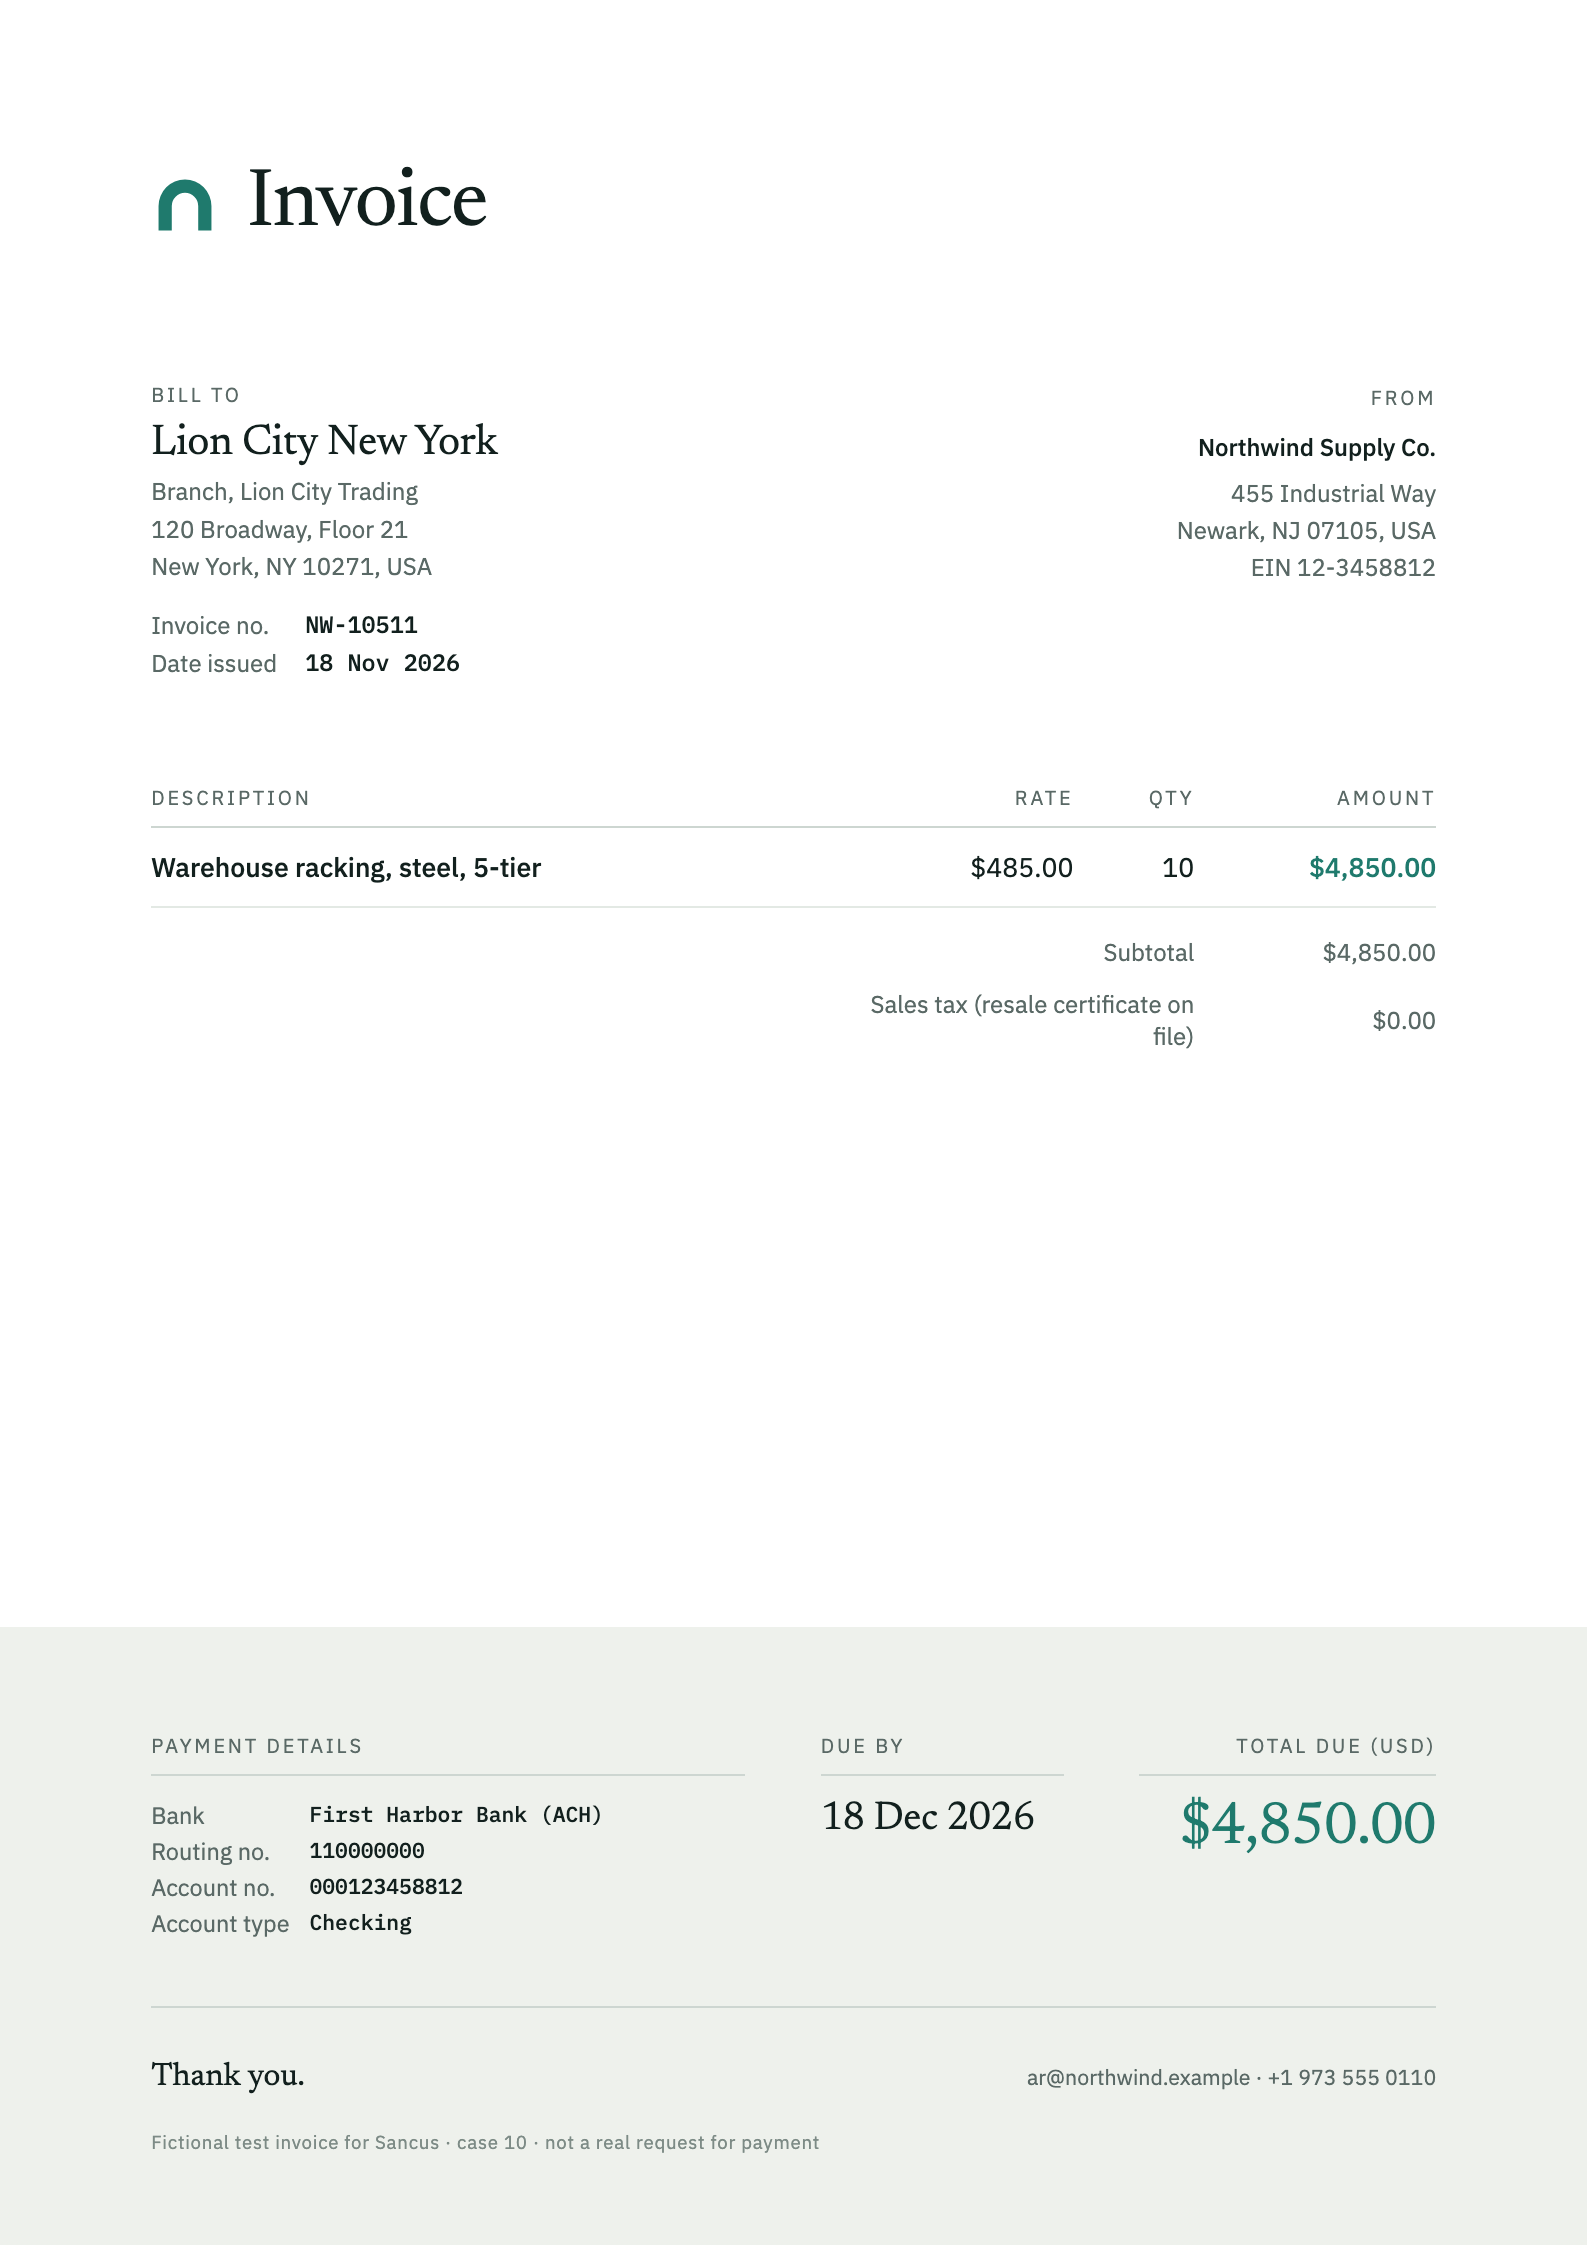 Invoice
BILL TO
Lion City New York
Branch, Lion City Trading
120 Broadway, Floor 21
New York, NY 10271, USA
Invoice no. NW-10511
Date issued 18 Nov 2026
FROM
Northwind Supply Co.
455 Industrial Way
Newark, NJ 07105, USA
EIN 12-3458812
DESCRIPTION RATE QTY AMOUNT
Warehouse racking, steel, 5-tier $485.00 10 $4,850.00
Subtotal $4,850.00
Sales tax (resale certificate on
file) $0.00
PAYMENT DETAILS
Bank First Harbor Bank (ACH)
Routing no. 110000000
Account no. 000123458812
Account type Checking
DUE BY
18 Dec 2026
TOTAL DUE (USD)
$4,850.00
Thank you.
ar@northwind.example · +1 973 555 0110
Fictional test invoice for Sancus · case 10 · not a real request for payment